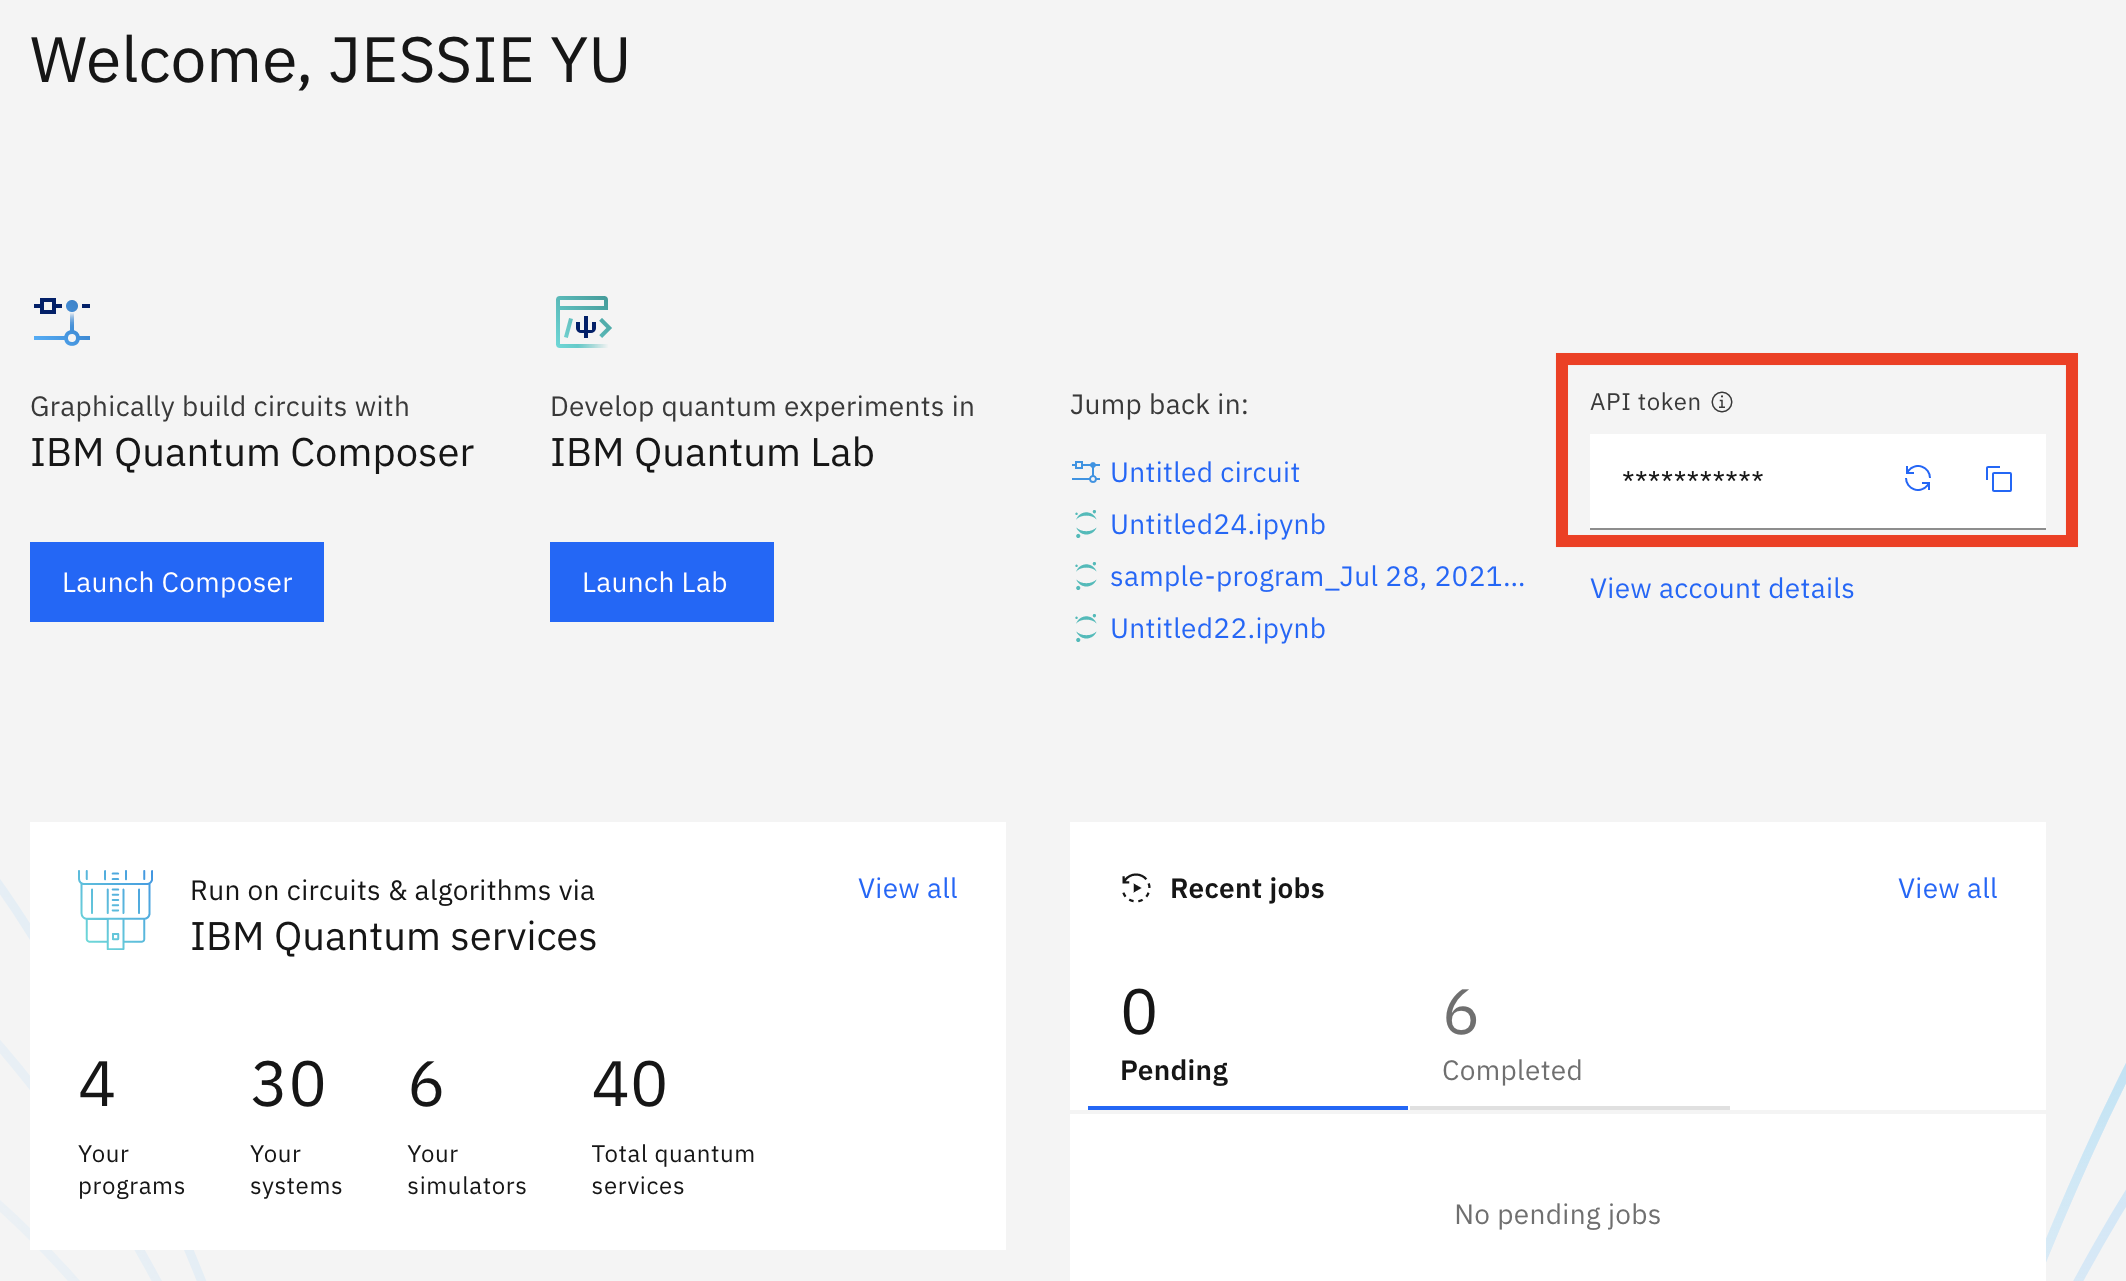 Welcome, JESSIE YU
Graphically build circuits with
IBM Quantum Composer
Launch Composer
Develop quantum experiments in
IBM Quantum Lab
Launch Lab
Jump back in:
Untitled circuit
Untitled24.ipynb
sample-program_Jul 28, 2021...
Untitled22.ipynb
API token
***********
View account details
Run on circuits & algorithms via
IBM Quantum services
View all
4
Your
programs
30
Your
systems
6
Your
simulators
40
Total quantum
services
Recent jobs
View all
0
Pending
6
Completed
No pending jobs